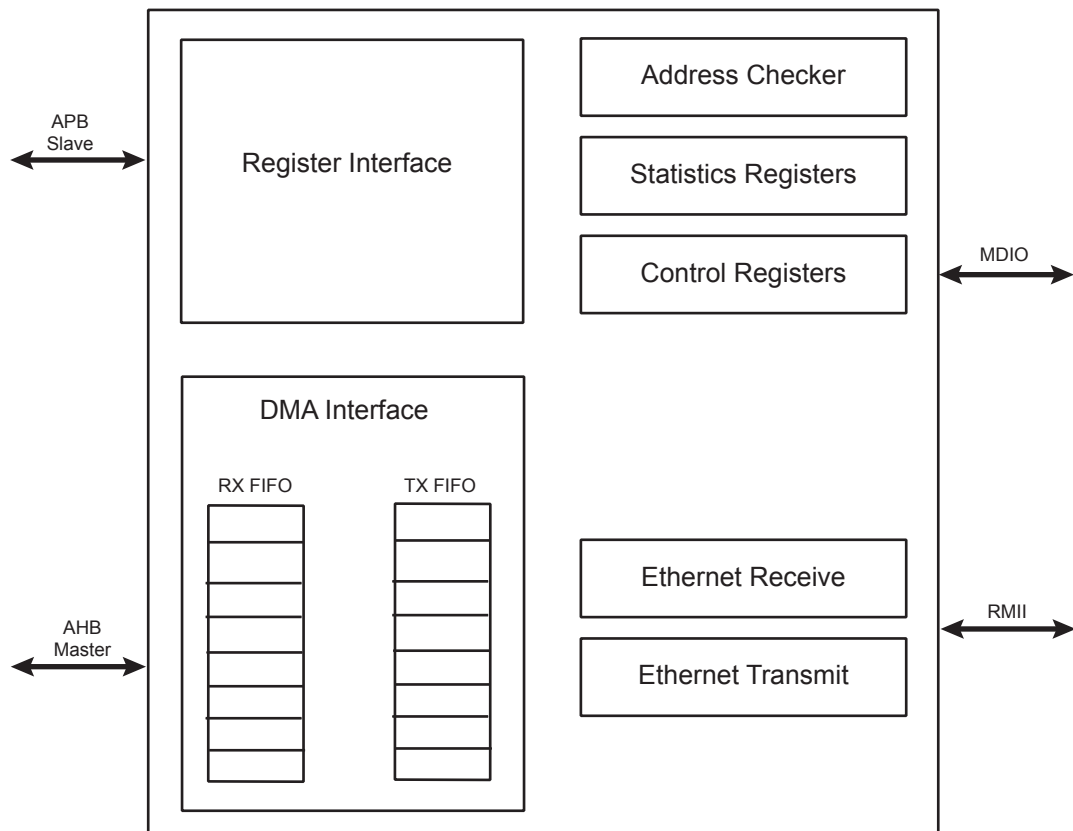 Address Checker
APB
Slave
Register Interface
Statistics Registers
Control Registers
MDIO
DMA Interface
RX FIFO
TX FIFO
Ethernet Receive
AHB
Master
RMII
Ethernet Transmit